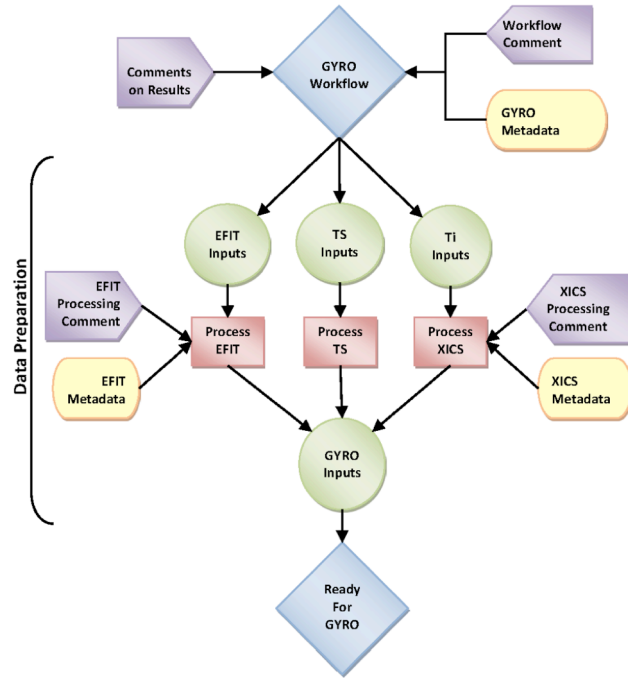 Comments
on Results
GYRO
Workflow
Workflow
Comment
GYRO
Metadata
Data Preparation
EFIT
Inputs
TS
Inputs
Ti
Inputs
EFIT
Processing
Comment
Process
EFIT
Process
TS
Process
XICS
XICS
Processing
Comment
EFIT
Metadata
XICS
Metadata
GYRO
Inputs
Ready
For
GYRO